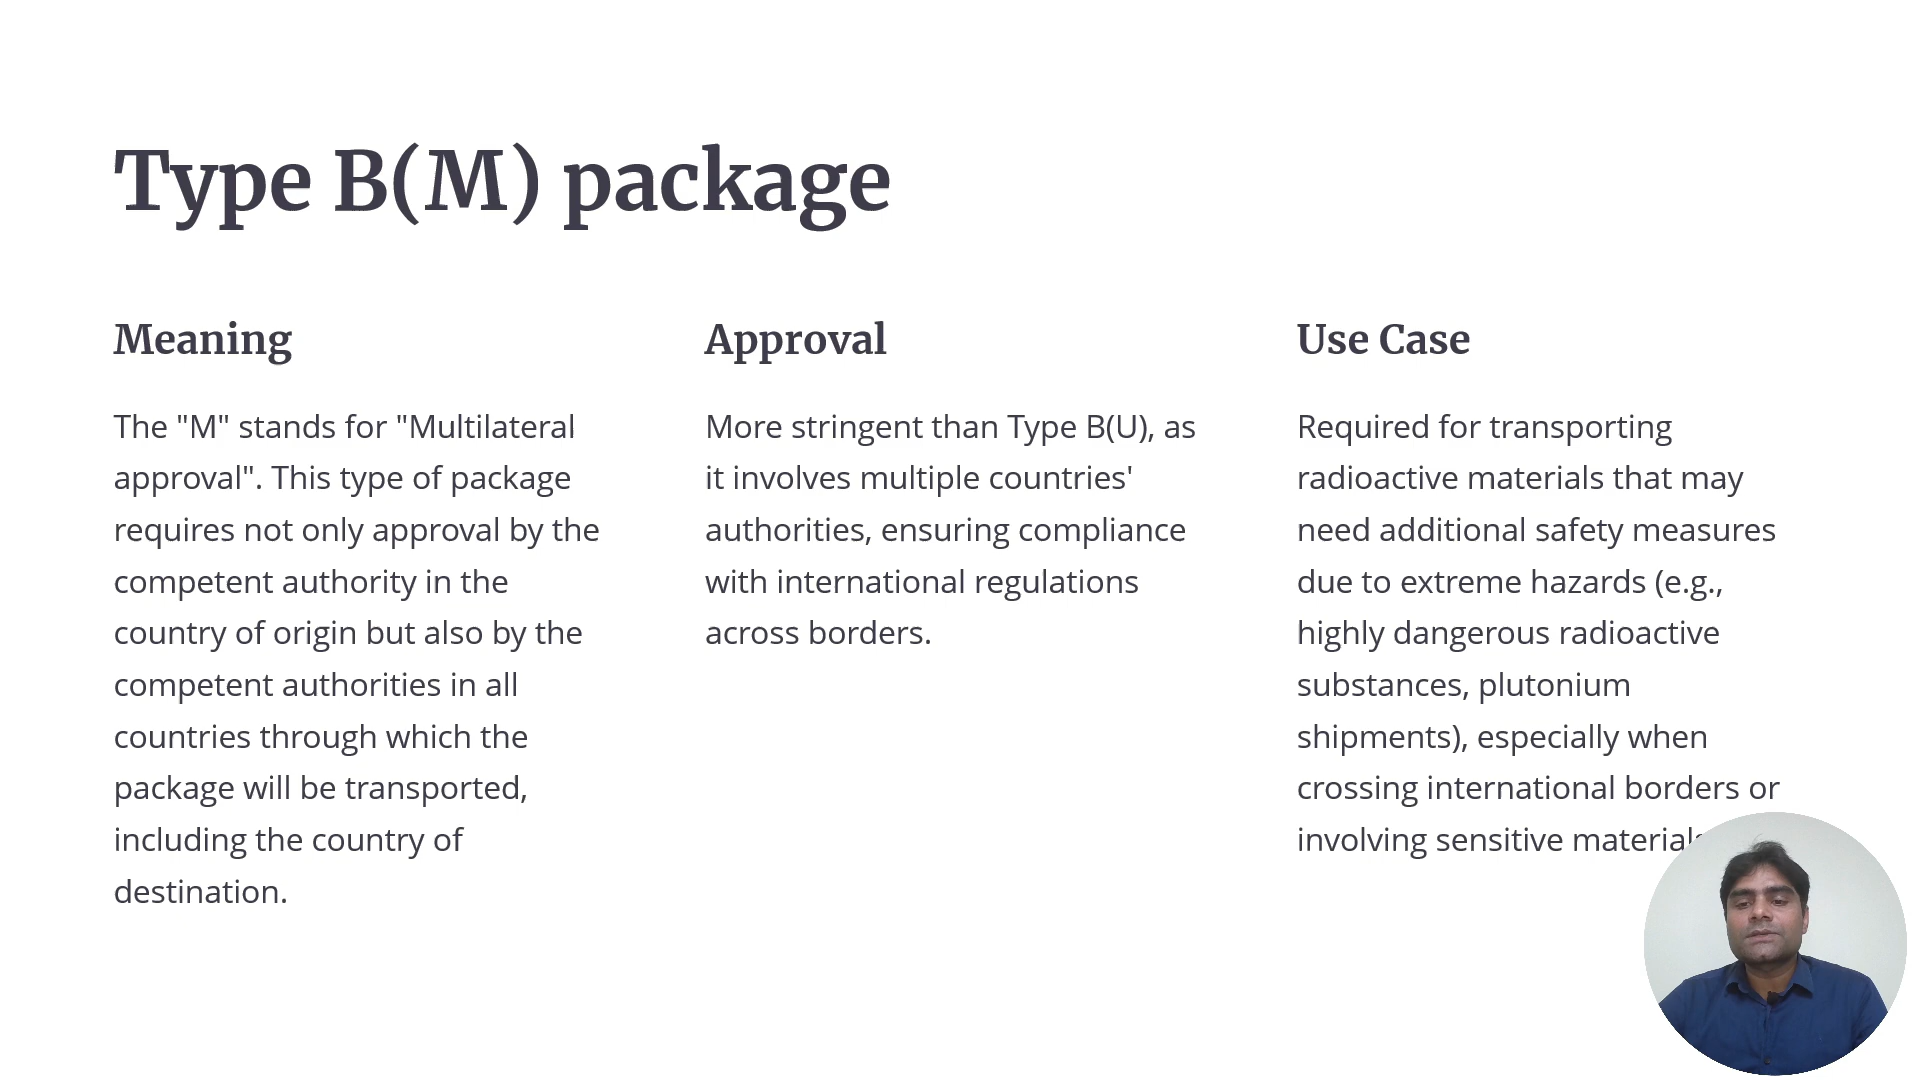 Type B(M) package
Meaning
The "M" stands for "Multilateral
approval". This type of package
requires not only approval by the
competent authority in the
country of origin but also by the
competent authorities in all
countries through which the
package will be transported,
including the country of
destination.
Approval
More stringent than Type B(U), as
it involves multiple countries'
authorities, ensuring compliance
with international regulations
across borders.
Use Case
Required for transporting
radioactive materials that may
need additional safety measures
due to extreme hazards (e.g.,
highly dangerous radioactive
substances, plutonium
shipments), especially when
crossing international borders or
involving sensitive materials